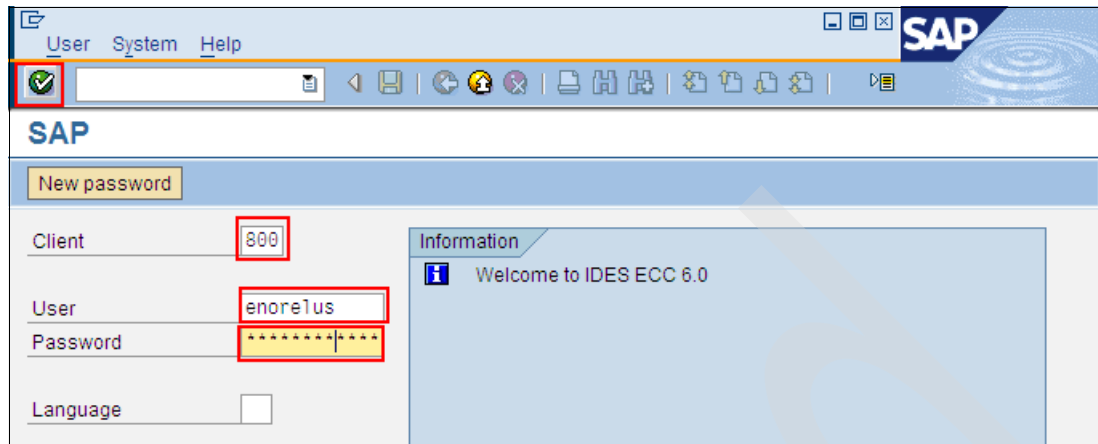 User System Help
SAP
SAP
New password
Client 800
Information
Welcome to IDES ECC 6.0
User enorelus
Password ************
Language